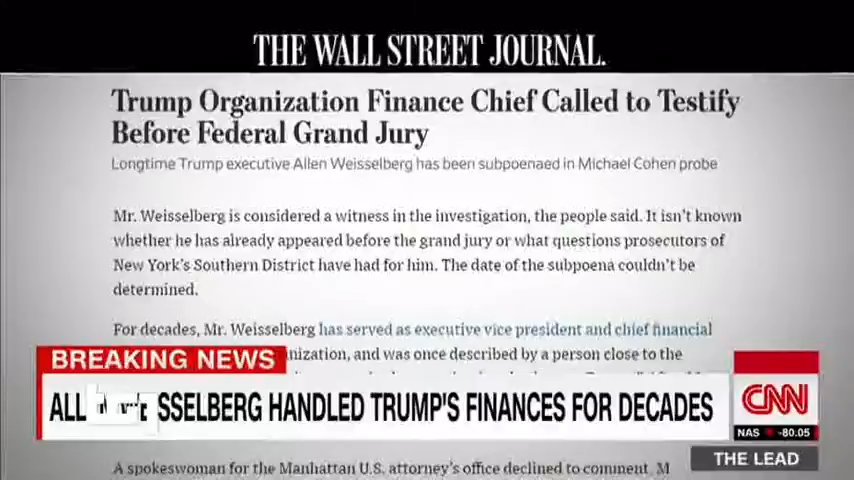 THE WALL STREET JOURNAL.
Trump Organization Finance Chief Called to Testify
Before Federal Grand Jury
Longtime Trump executive Allen Weisselberg has been subpoenaed in Michael Cohen probe
Mr. Weisselberg is considered a witness in the investigation, the people said. It isn't known
whether he has already appeared before the grand jury or what questions prosecutors of
New York's Southern District have had for him. The date of the subpoena couldn't be
determined.
For decades, Mr. Weisselberg has served as executive vice president and chief financial
nization, and was once described by a person close to the
BREAKING NEWS
ALL SSELBERG HANDLED TRUMP'S FINANCES FOR DECADES
CNN
NAS -80.05
THE LEAD
A spokeswoman for the Manhattan U.S. attorney's office declined to comment. M